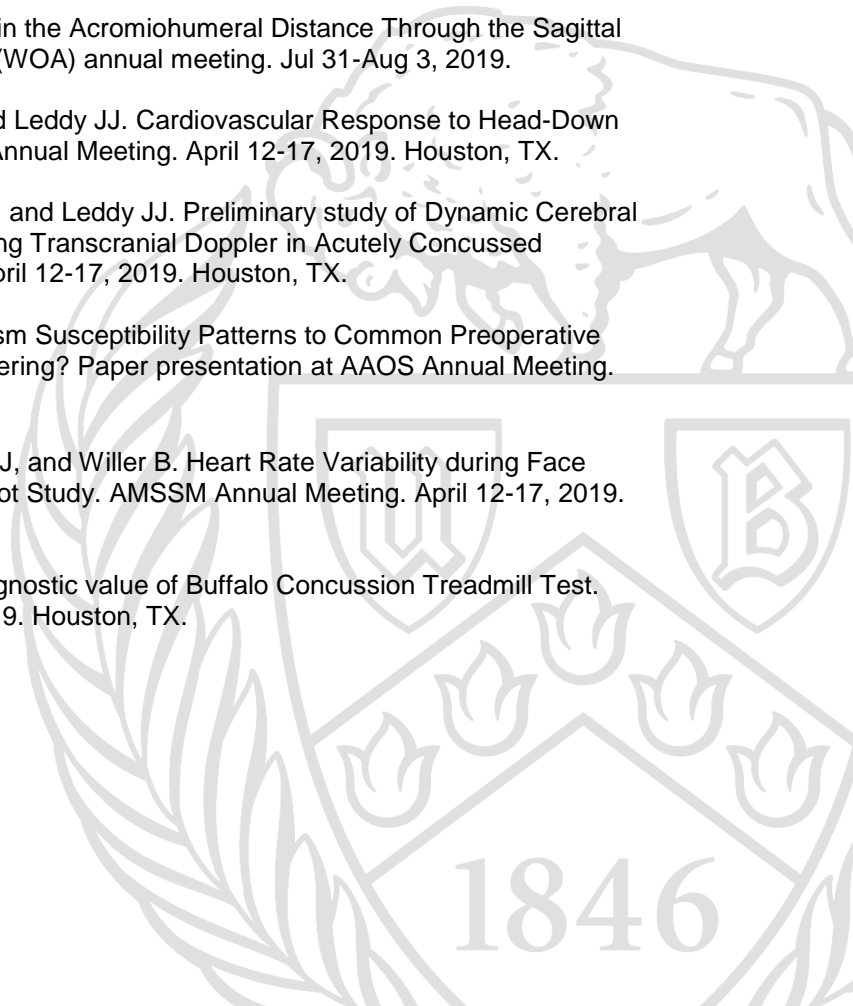 in the Acromiohumeral Distance Through the Sagittal
(WOA) annual meeting. Jul 31-Aug 3, 2019.
d Leddy JJ. Cardiovascular Response to Head-Down
Annual Meeting. April 12-17, 2019. Houston, TX.
, and Leddy JJ. Preliminary study of Dynamic Cerebral
ng Transcranial Doppler in Acutely Concussed
pril 12-17, 2019. Houston, TX.
sm Susceptibility Patterns to Common Preoperative
ering? Paper presentation at AAOS Annual Meeting.
J, and Willer B. Heart Rate Variability during Face
ot Study. AMSSM Annual Meeting. April 12-17, 2019.
gnostic value of Buffalo Concussion Treadmill Test.
9. Houston, TX.
U B
1846